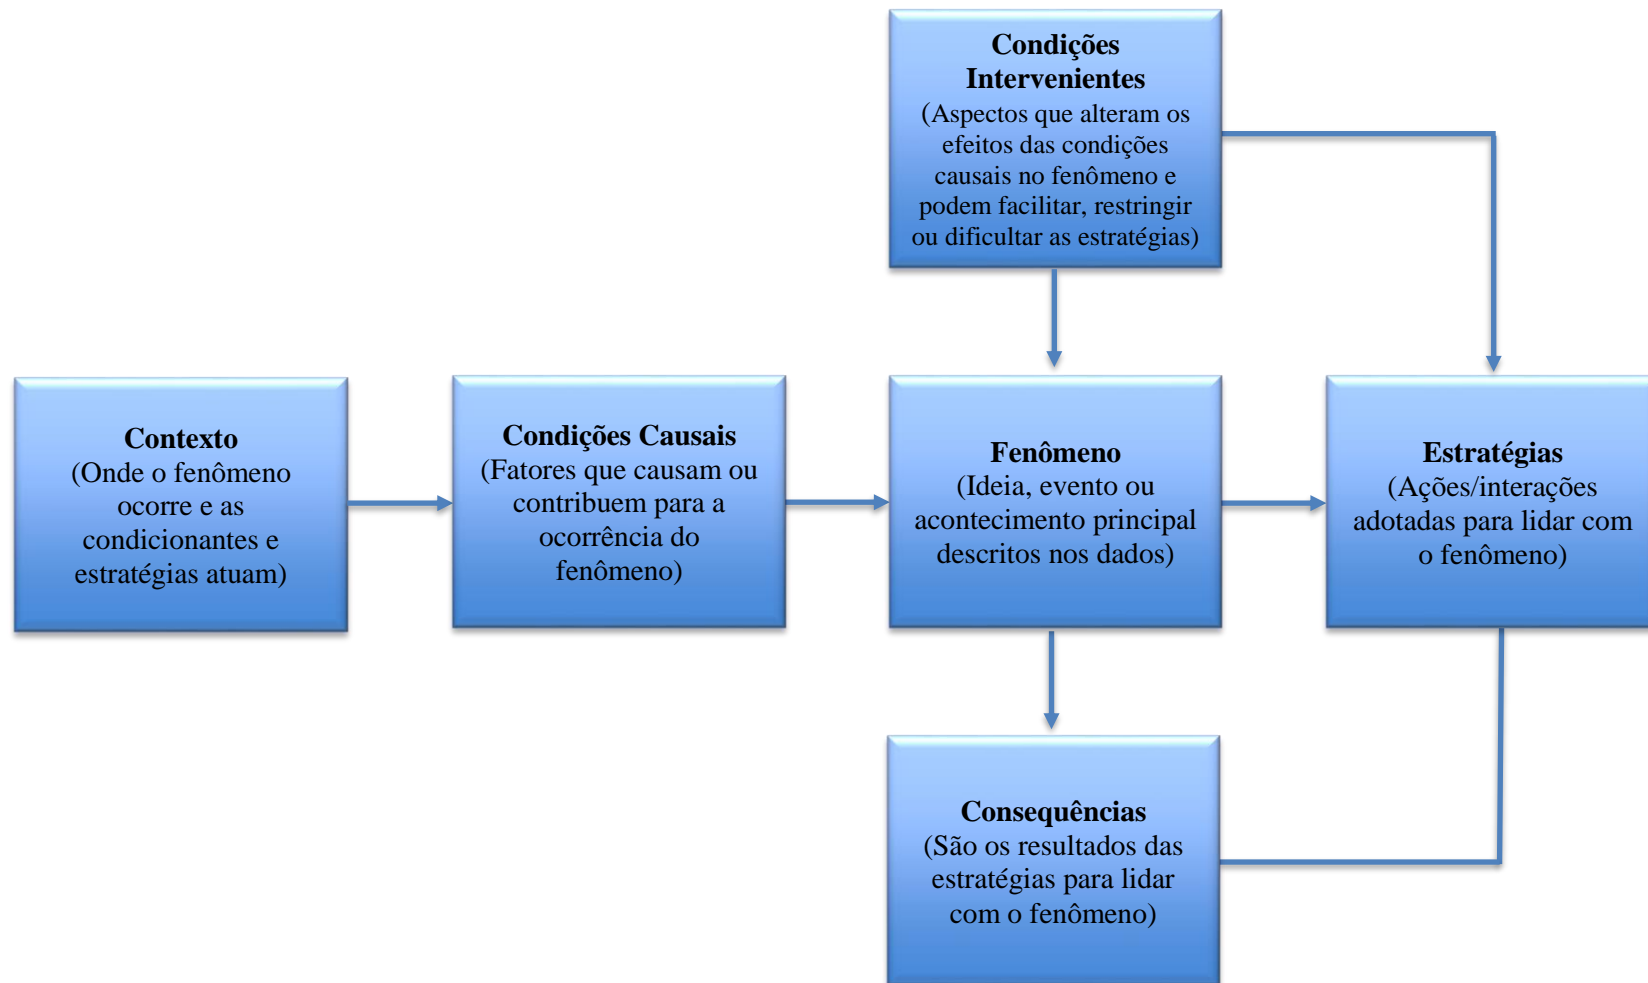 Condições
Intervenientes
(Aspectos que alteram os
efeitos das condições
causais no fenômeno e
podem facilitar, restringir
ou dificultar as estratégias)
Contexto
(Onde o fenômeno
ocorre e as
condicionantes e
estratégias atuam)
Condições Causais
(Fatores que causam ou
contribuem para a
ocorrência do
fenômeno)
Fenômeno
(Ideia, evento ou
acontecimento principal
descritos nos dados)
Estratégias
(Ações/interações
adotadas para lidar com
o fenômeno)
Consequências
(São os resultados das
estratégias para lidar
com o fenômeno)